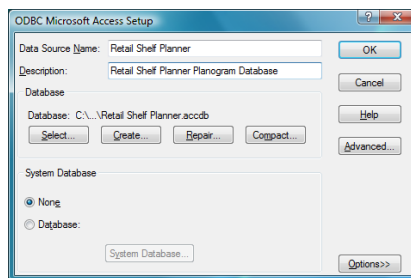 ODBC Microsoft Access Setup
Data Source Name: Retail Shelf Planner
OK
Description: Retail Shelf Planner Planogram Database
Cancel
Database
Database: C:\...\Retail Shelf Planner.accdb
Help
Select... Create... Repair... Compact...
Advanced...
System Database
None
Database:
System Database...
Options>>